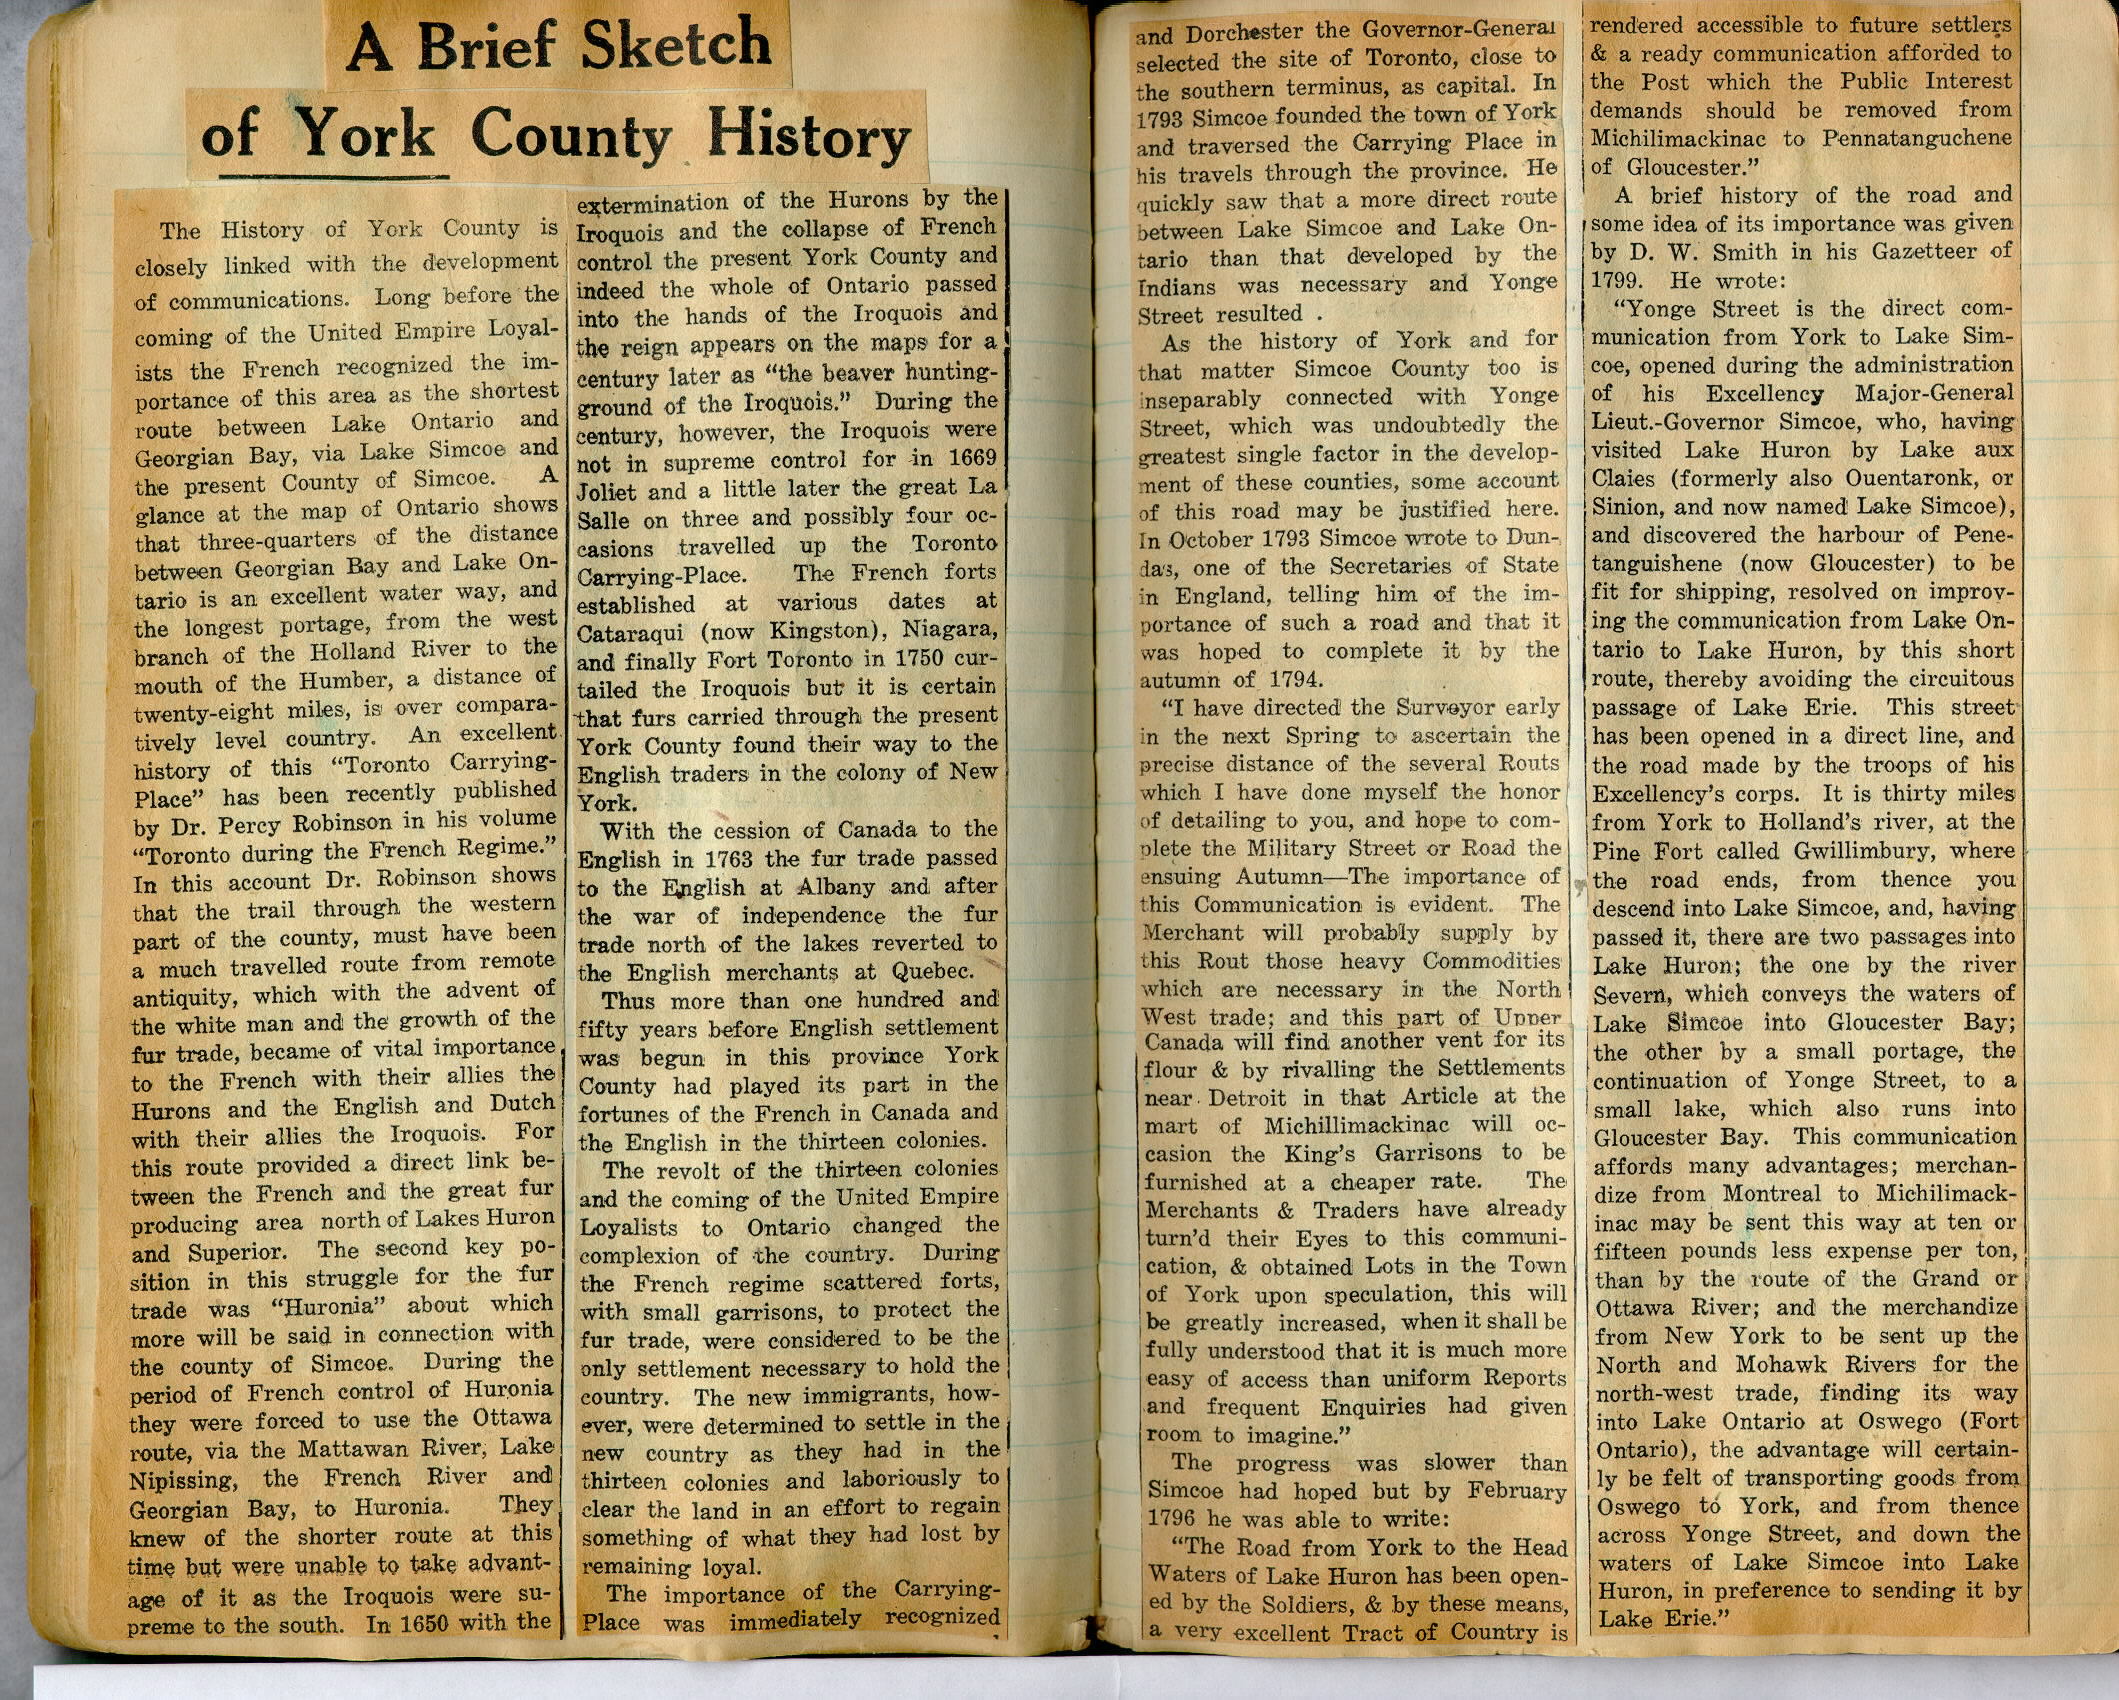 A Brief Sketch
of York County History
The History of York County is
closely linked with the development
of communications. Long before the
coming of the United Empire Loyal-
ists the French recognized the im-
portance of this area as the shortest
route between Lake Ontario and
Georgian Bay, via Lake Simcoe and
the present County of Simcoe. A
glance at the map of Ontario shows
that three-quarters of the distance
between Georgian Bay and Lake On-
tario is an excellent water way, and
the longest portage, from the west
branch of the Holland River to the
mouth of the Humber, a distance of
twenty-eight miles, is over compara-
tively level country. An excellent
history of this “Toronto Carrying-
Place” has been recently published
by Dr. Percy Robinson in his volume
“Toronto during the French Regime.”
In this account Dr. Robinson shows
that the trail through the western
part of the county, must have been
a much travelled route from remote
antiquity, which with the advent of
the white man and the growth of the
fur trade, became of vital importance
to the French with their allies the
Hurons and the English and Dutch
with their allies the Iroquois. For
this route provided a direct link be-
tween the French and the great fur
producing area north of Lakes Huron
and Superior. The second key po-
sition in this struggle for the fur
trade was “Huronia” about which
more will be said in connection with
the county of Simcoe. During the
period of French control of Huronia
they were forced to use the Ottawa
route, via the Mattawan River, Lake
Nipissing, the French River and
Georgian Bay, to Huronia. They
knew of the shorter route at this
time but were unable to take advant-
age of it as the Iroquois were su-
preme to the south. In 1650 with the
extermination of the Hurons by the
Iroquois and the collapse of French
control the present York County and
indeed the whole of Ontario passed
into the hands of the Iroquois and
the reign appears on the maps for a
century later as “the beaver hunting-
ground of the Iroquois.” During the
century, however, the Iroquois were
not in supreme control for in 1669
Joliet and a little later the great La
Salle on three and possibly four oc-
casions travelled up the Toronto
Carrying-Place. The French forts
established at various dates at
Cataraqui (now Kingston), Niagara,
and finally Fort Toronto in 1750 cur-
tailed the Iroquois but it is certain
that furs carried through the present
York County found their way to the
English traders in the colony of New
York.
With the cession of Canada to the
English in 1763 the fur trade passed
to the English at Albany and after
the war of independence the fur
trade north of the lakes reverted to
the English merchants at Quebec.
Thus more than one hundred and
fifty years before English settlement
was begun in this province York
County had played its part in the
fortunes of the French in Canada and
the English in the thirteen colonies.
The revolt of the thirteen colonies
and the coming of the United Empire
Loyalists to Ontario changed the
complexion of the country. During
the French regime scattered forts,
with small garrisons, to protect the
fur trade, were considered to be the
only settlement necessary to hold the
country. The new immigrants, how-
ever, were determined to settle in the
new country as they had in the
thirteen colonies and laboriously to
clear the land in an effort to regain
something of what they had lost by
remaining loyal.
The importance of the Carrying-
Place was immediately recognized
and Dorchester the Governor-General
selected the site of Toronto, close to
the southern terminus, as capital. In
1793 Simcoe founded the town of York
and traversed the Carrying Place in
his travels through the province. He
quickly saw that a more direct route
between Lake Simcoe and Lake On-
tario than that developed by the
Indians was necessary and Yonge
Street resulted .
As the history of York and for
that matter Simcoe County too is
inseparably connected with Yonge
Street, which was undoubtedly the
greatest single factor in the develop-
ment of these counties, some account
of this road may be justified here.
In October 1793 Simcoe wrote to Dun-
das, one of the Secretaries of State
in England, telling him of the im-
portance of such a road and that it
was hoped to complete it by the
autumn of 1794.
“I have directed the Surveyor early
in the next Spring to ascertain the
precise distance of the several Routs
which I have done myself the honor
of detailing to you, and hope to com-
plete the Military Street or Road the
ensuing Autumn—The importance of
this Communication is evident. The
Merchant will probably supply by
this Rout those heavy Commodities
which are necessary in the North
West trade; and this part of Upper
Canada will find another vent for its
flour & by rivalling the Settlements
near Detroit in that Article at the
mart of Michillimackinac will oc-
casion the King's Garrisons to be
furnished at a cheaper rate. The
Merchants & Traders have already
turn'd their Eyes to this communi-
cation, & obtained Lots in the Town
of York upon speculation, this will
be greatly increased, when it shall be
fully understood that it is much more
easy of access than uniform Reports
and frequent Enquiries had given
room to imagine.”
The progress was slower than
Simcoe had hoped but by February
1796 he was able to write:
“The Road from York to the Head
Waters of Lake Huron has been open-
ed by the Soldiers, & by these means,
a very excellent Tract of Country is
rendered accessible to future settlers
& a ready communication afforded to
the Post which the Public Interest
demands should be removed from
Michilimackinac to Pennatanguchene
of Gloucester.”
A brief history of the road and
some idea of its importance was given
by D. W. Smith in his Gazetteer of
1799. He wrote:
“Yonge Street is the direct com-
munication from York to Lake Sim-
coe, opened during the administration
of his Excellency Major-General
Lieut.-Governor Simcoe, who, having
visited Lake Huron by Lake aux
Claies (formerly also Ouentaronk, or
Sinion, and now named Lake Simcoe),
and discovered the harbour of Pene-
tanguishene (now Gloucester) to be
fit for shipping, resolved on improv-
ing the communication from Lake On-
tario to Lake Huron, by this short
route, thereby avoiding the circuitous
passage of Lake Erie. This street
has been opened in a direct line, and
the road made by the troops of his
Excellency's corps. It is thirty miles
from York to Holland's river, at the
Pine Fort called Gwillimbury, where
the road ends, from thence you
descend into Lake Simcoe, and, having
passed it, there are two passages into
Lake Huron; the one by the river
Severn, which conveys the waters of
Lake Simcoe into Gloucester Bay;
the other by a small portage, the
continuation of Yonge Street, to a
small lake, which also runs into
Gloucester Bay. This communication
affords many advantages; merchan-
dize from Montreal to Michilimack-
inac may be sent this way at ten or
fifteen pounds less expense per ton,
than by the route of the Grand or
Ottawa River; and the merchandize
from New York to be sent up the
North and Mohawk Rivers for the
north-west trade, finding its way
into Lake Ontario at Oswego (Fort
Ontario), the advantage will certain-
ly be felt of transporting goods from
Oswego to York, and from thence
across Yonge Street, and down the
waters of Lake Simcoe into Lake
Huron, in preference to sending it by
Lake Erie.”